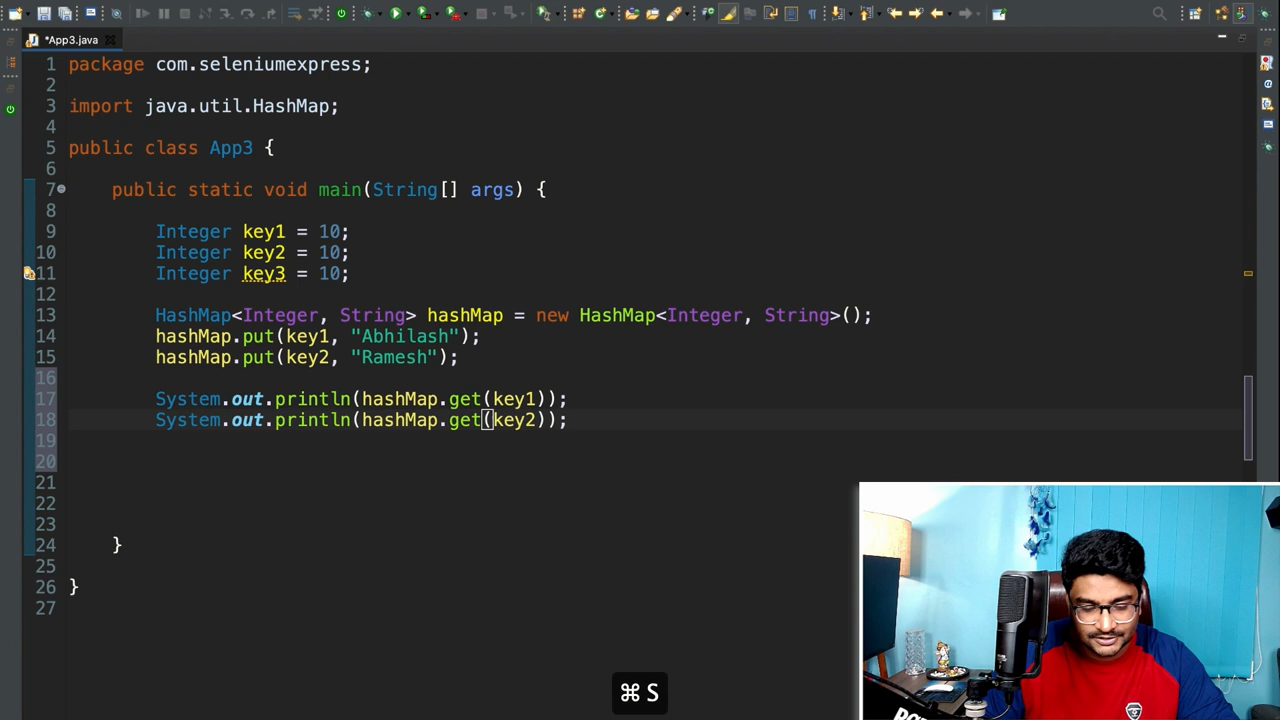 *App3.java
1 package com.seleniumexpress;
2
3 import java.util.HashMap;
4
5 public class App3 {
6
7 public static void main(String[] args) {
8
9 Integer key1 = 10;
10 Integer key2 = 10;
11 Integer key3 = 10;
12
13 HashMap<Integer, String> hashMap = new HashMap<Integer, String>();
14 hashMap.put(key1, "Abhilash");
15 hashMap.put(key2, "Ramesh");
16
17 System.out.println(hashMap.get(key1));
18 System.out.println(hashMap.get(key2));
19
20
21
22
23
24 }
25
26 }
27
⌘ S